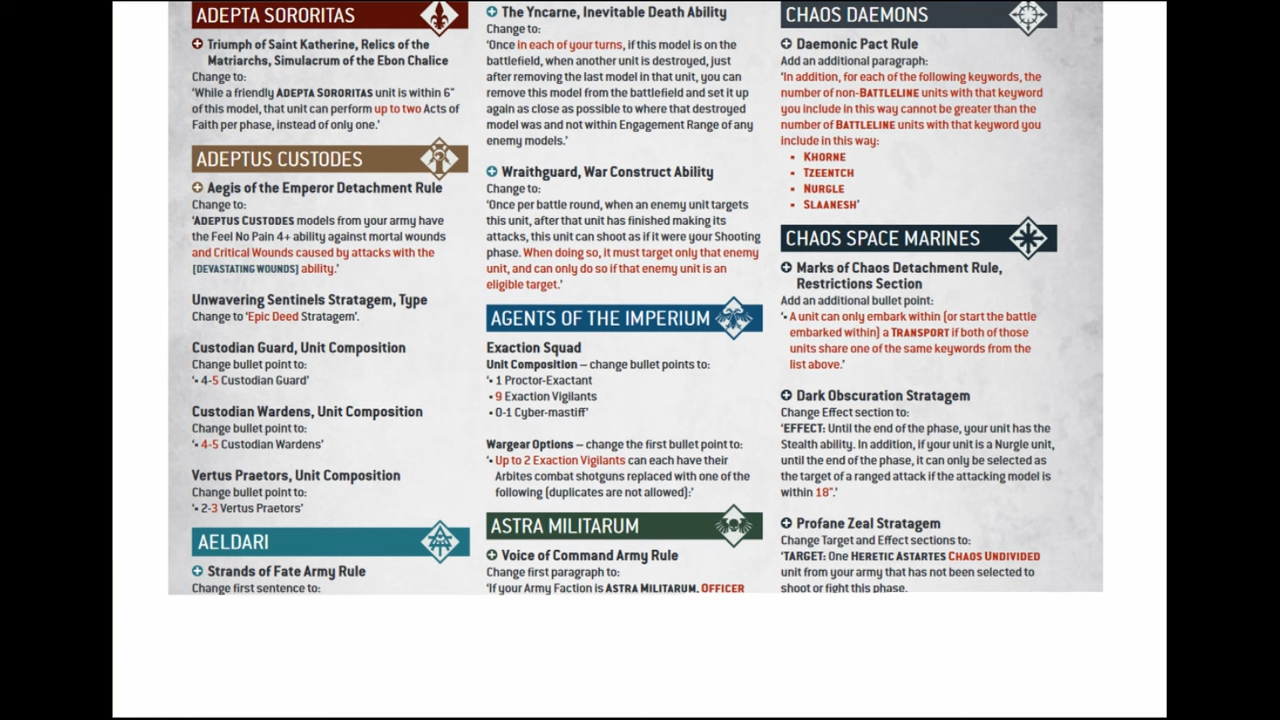 ADEPTA SORORITAS
Triumph of Saint Katherine, Relics of the
Matriarchs, Simulacrum of the Ebon Chalice
Change to:
‘While a friendly ADEPTA SORORITAS unit is within 6"
of this model, that unit can perform up to two Acts of
Faith per phase, instead of only one.’
ADEPTUS CUSTODES
Aegis of the Emperor Detachment Rule
Change to:
‘ADEPTUS CUSTODES models from your army have
the Feel No Pain 4+ ability against mortal wounds
and Critical Wounds caused by attacks with the
[DEVASTATING WOUNDS] ability.’
Unwavering Sentinels Stratagem, Type
Change to ‘Epic Deed Stratagem’.
Custodian Guard, Unit Composition
Change bullet point to:
‘▪ 4-5 Custodian Guard’
Custodian Wardens, Unit Composition
Change bullet point to:
‘▪ 4-5 Custodian Wardens’
Vertus Praetors, Unit Composition
Change bullet point to:
‘▪ 2-3 Vertus Praetors’
AELDARI
Strands of Fate Army Rule
Change first sentence to:
The Yncarne, Inevitable Death Ability
Change to:
‘Once in each of your turns, if this model is on the
battlefield, when another unit is destroyed, just
after removing the last model in that unit, you can
remove this model from the battlefield and set it up
again as close as possible to where that destroyed
model was and not within Engagement Range of any
enemy models.’
Wraithguard, War Construct Ability
Change to:
‘Once per battle round, when an enemy unit targets
this unit, after that unit has finished making its
attacks, this unit can shoot as if it were your Shooting
phase. When doing so, it must target only that enemy
unit, and can only do so if that enemy unit is an
eligible target.’
AGENTS OF THE IMPERIUM
Exaction Squad
Unit Composition – change bullet points to:
‘▪ 1 Proctor-Exactant
▪ 9 Exaction Vigilants
▪ 0-1 Cyber-mastiff’
Wargear Options – change the first bullet point to:
‘▪ Up to 2 Exaction Vigilants can each have their
Arbites combat shotguns replaced with one of the
following (duplicates are not allowed):’
ASTRA MILITARUM
Voice of Command Army Rule
Change first paragraph to:
‘If your Army Faction is ASTRA MILITARUM, OFFICER
CHAOS DAEMONS
Daemonic Pact Rule
Add an additional paragraph:
‘In addition, for each of the following keywords, the
number of non-BATTLELINE units with that keyword
you include in this way cannot be greater than the
number of BATTLELINE units with that keyword you
include in this way:
▪ KHORNE
▪ TZEENTCH
▪ NURGLE
▪ SLAANESH’
CHAOS SPACE MARINES
Marks of Chaos Detachment Rule,
Restrictions Section
Add an additional bullet point:
‘▪ A unit can only embark within (or start the battle
embarked within) a TRANSPORT if both of those
units share one of the same keywords from the
list above.’
Dark Obscuration Stratagem
Change Effect section to:
‘EFFECT: Until the end of the phase, your unit has the
Stealth ability. In addition, if your unit is a Nurgle unit,
until the end of the phase, it can only be selected as
the target of a ranged attack if the attacking model is
within 18".’
Profane Zeal Stratagem
Change Target and Effect sections to:
‘TARGET: One HERETIC ASTARTES CHAOS UNDIVIDED
unit from your army that has not been selected to
shoot or fight this phase.